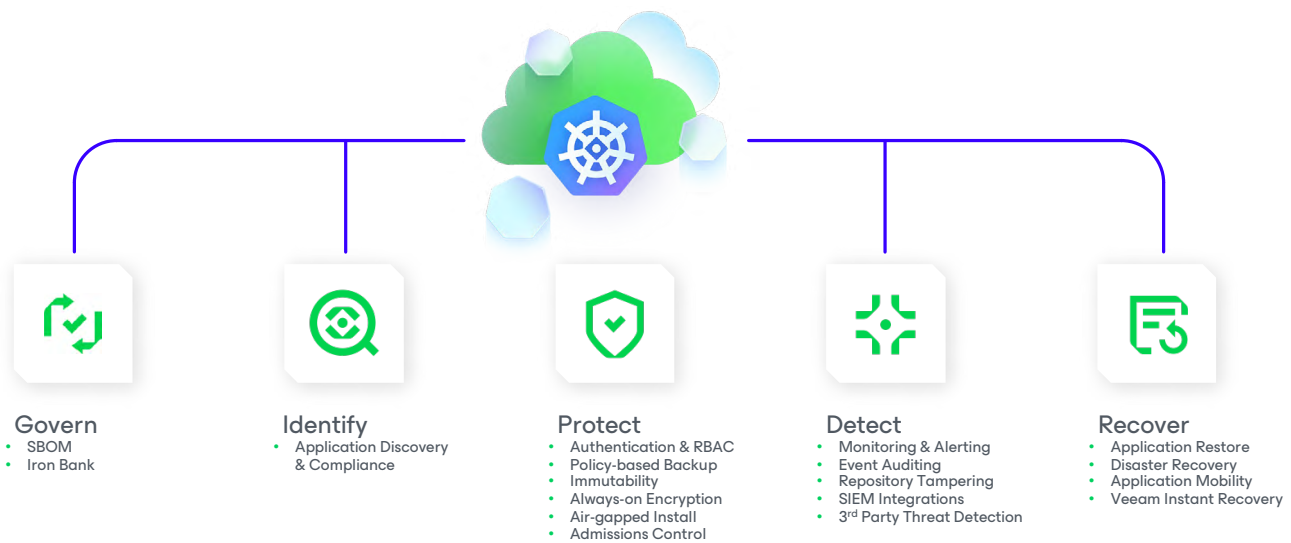 Govern
• SBOM
• Iron Bank
Identify
• Application Discovery
& Compliance
Protect
• Authentication & RBAC
• Policy-based Backup
• Immutability
• Always-on Encryption
• Air-gapped Install
• Admissions Control
Detect
• Monitoring & Alerting
• Event Auditing
• Repository Tampering
• SIEM Integrations
• 3rd Party Threat Detection
Recover
• Application Restore
• Disaster Recovery
• Application Mobility
• Veeam Instant Recovery